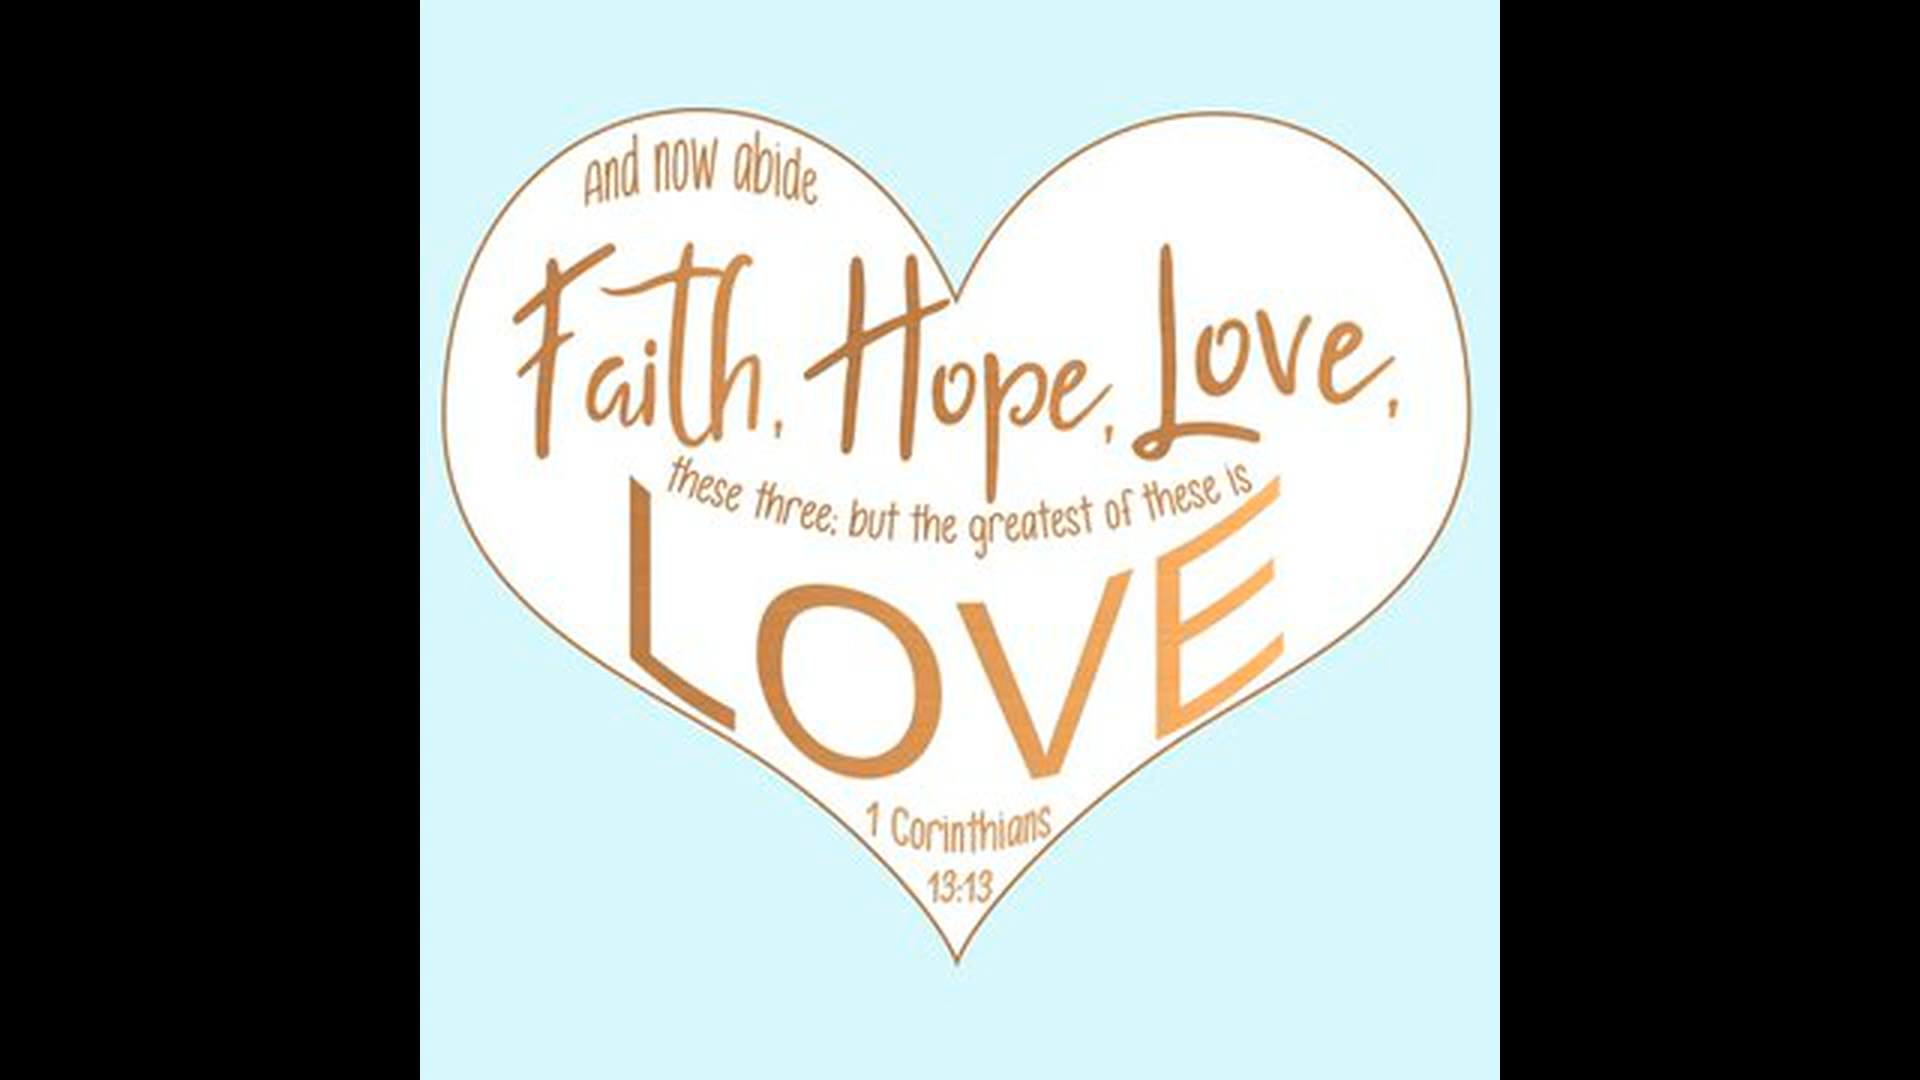 And now abide
Faith, Hope, Love,
these three; but the greatest of these is
LOVE
1 Corinthians
13:13